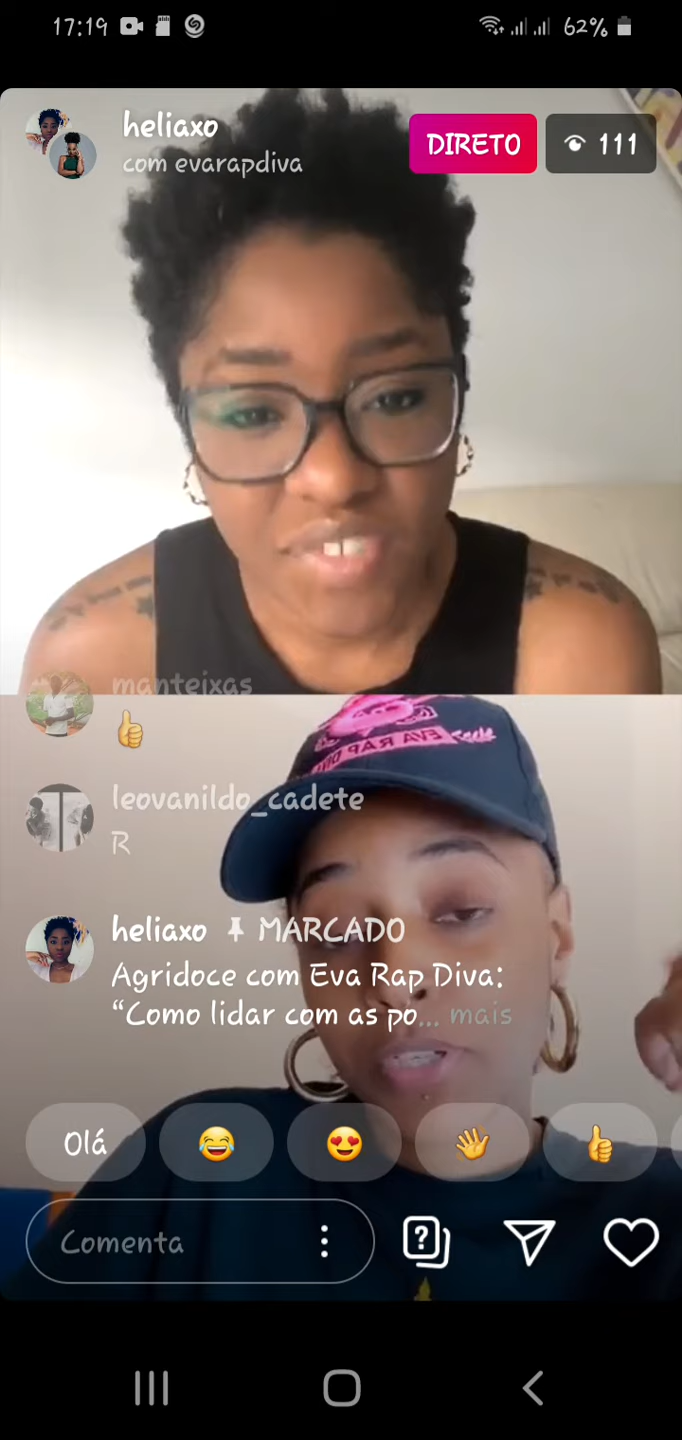 17:19
62%
heliaxo
com evarapdiva
DIRETO
111
manteixas
👍
EVA RAP DIVA
leovanildo_cadete
R
heliaxo MARCADO
Agridoce com Eva Rap Diva:
“Como lidar com as po... mais
Olá 😂 😍 👋 👍
Comenta